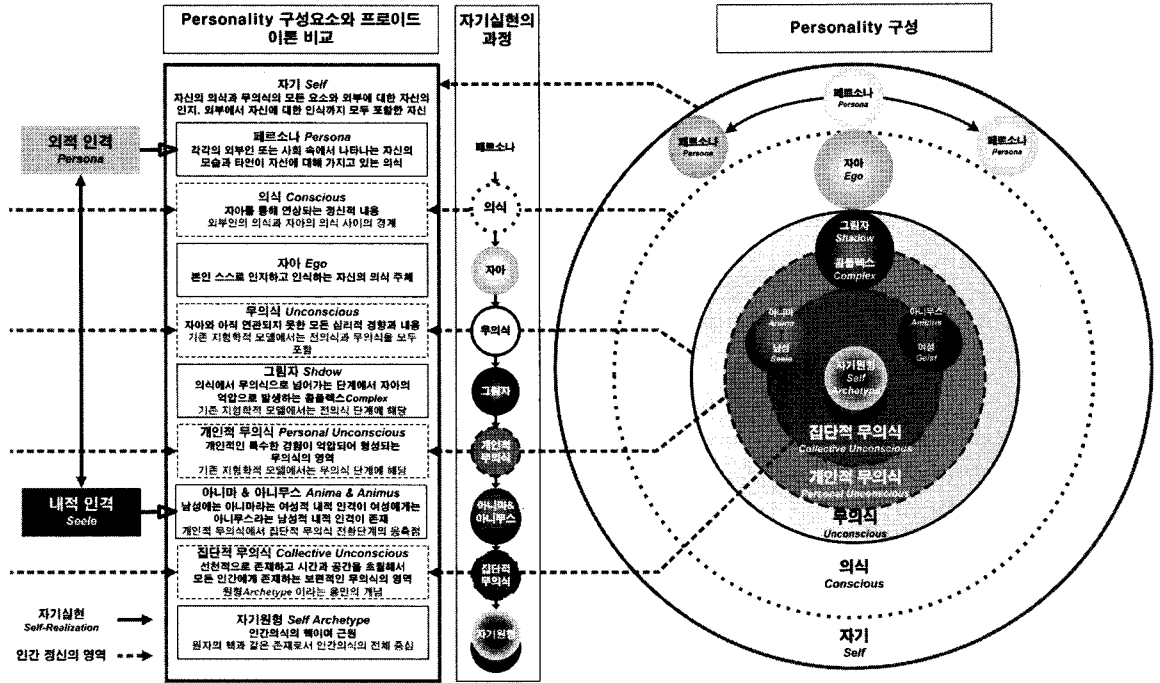 Personality 구성요소와 프로이드
이론 비교
자기실현의
과정
Personality 구성
자기 Self
자신의 의식과 무의식의 모든 요소와 외부에 대한 자신의
인지, 외부에서 자신에 대한 인식까지 모두 포함한 자신
외적 인격
Persona
페르소나 Persona
각각의 외부인 또는 사회 속에서 나타나는 자신의
모습과 타인이 자신에 대해 가지고 있는 의식
의식 Conscious
자아를 통해 연상되는 정신적 내용
외부인의 의식과 자아의 의식 사이의 경계
자아 Ego
본인 스스로 인지하고 인식하는 자신의 의식 주체
무의식 Unconscious
자아와 아직 연관되지 못한 모든 심리적 경향과 내용
기존 지형학적 모델에서는 전의식과 무의식을 모두
포함
그림자 Shdow
의식에서 무의식으로 넘어가는 단계에서 자아의
억압으로 발생하는 콤플렉스Complex
기존 지형학적 모델에서는 전의식 단계에 해당
개인적 무의식 Personal Unconscious
개인적인 특수한 경험이 억압되어 형성되는
무의식의 영역
기존 지형학적 모델에서는 무의식 단계에 해당
내적 인격
Seele
아니마 & 아니무스 Anima & Animus
남성에는 아니마라는 여성적 내적 인격이 여성에게는
아니무스라는 남성적 내적 인격이 존재
개인적 무의식에서 집단적 무의식 전환단계의 동축점
집단적 무의식 Collective Unconscious
선천적으로 존재하고 시간과 공간을 초월해서
모든 인간에게 존재하는 보편적인 무의식의 영역
원형Archetype 이라는 융만의 개념
자기원형 Self Archetype
인간의식의 핵이며 근원
원자의 핵과 같은 존재로서 인간의식의 전체 중심
자기실현
Self-Realization
인간 정신의 영역
페르소나
의식
자아
무의식
그림자
개인적
무의식
아니마&
아니무스
집단적
무의식
자기원형
페르소나
Persona
페르소나
Persona
페르소나
Persona
자아
Ego
그림자
Shadow
콤플렉스
Complex
아니마
Anima
남성
Seele
아니무스
Animus
여성
Geist
자기원형
Self
Archetype
집단적 무의식
Collective Unconscious
개인적 무의식
Personal Unconscious
무의식
Unconscious
의식
Conscious
자기
Self